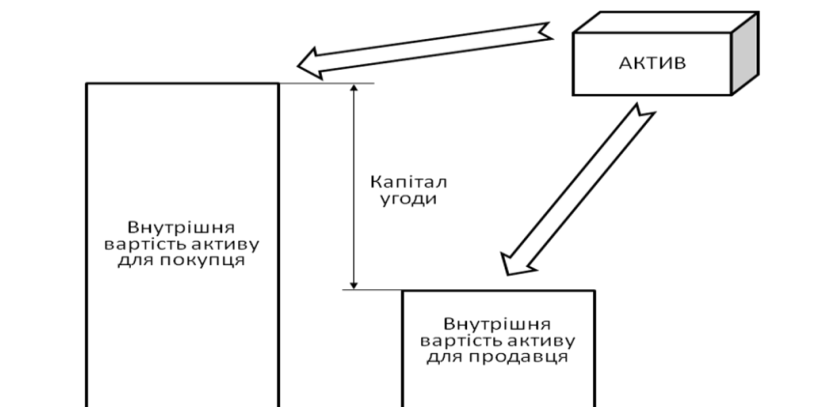 АКТИВ
Капітал
угоди
Внутрішня
вартість активу
для покупця
Внутрішня
вартість активу
для продавця